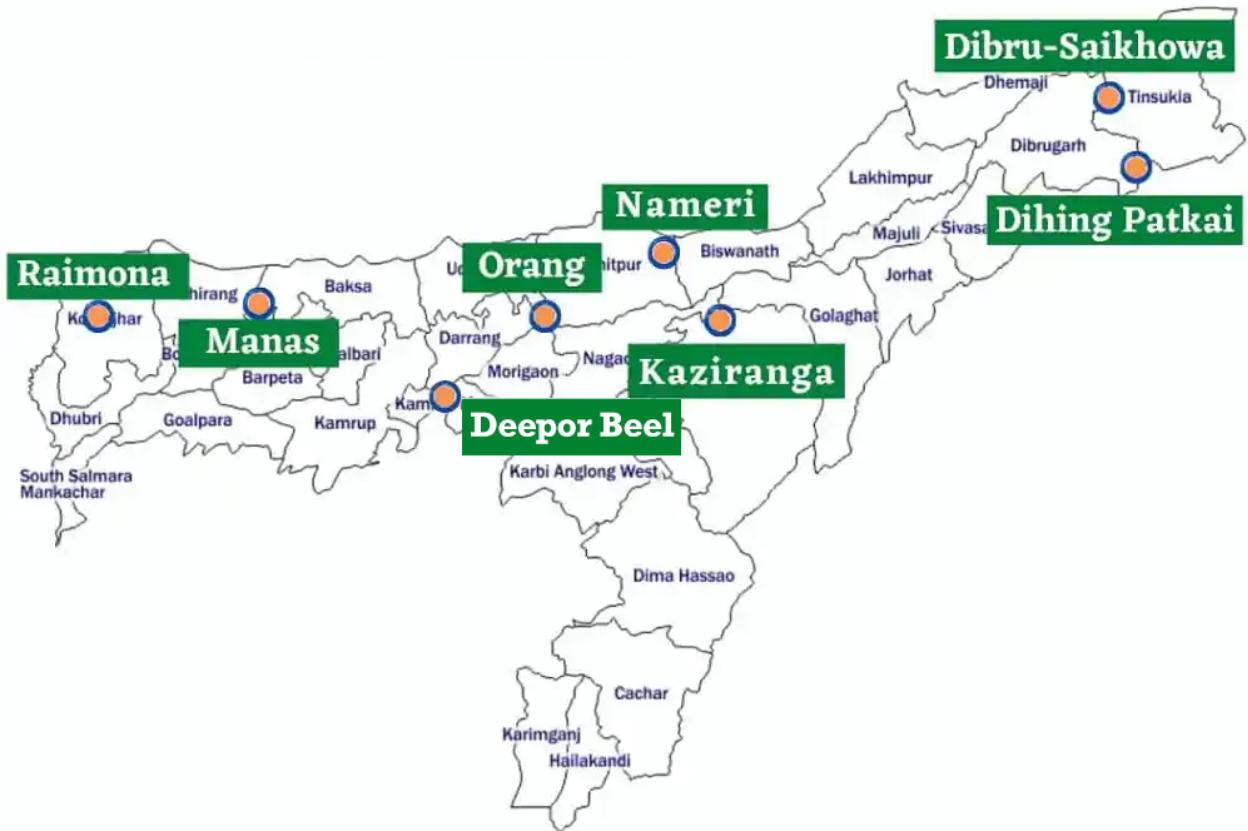 Dibru-Saikhowa
Dhemaji
Tinsukia
Dibrugarh
Lakhimpur
Nameri
Dihing Patkai
Majuli
Biswanath
Orang
Raimona
Jorhat
Baksa
Golaghat
Manas
Darrang
Kaziranga
Morigaon
Barpeta
Deepor Beel
Dhubri
Goalpara
Kamrup
South Salmara
Mankachar
Karbi Anglong West
Dima Hassao
Cachar
Karimganj
Hailakandi